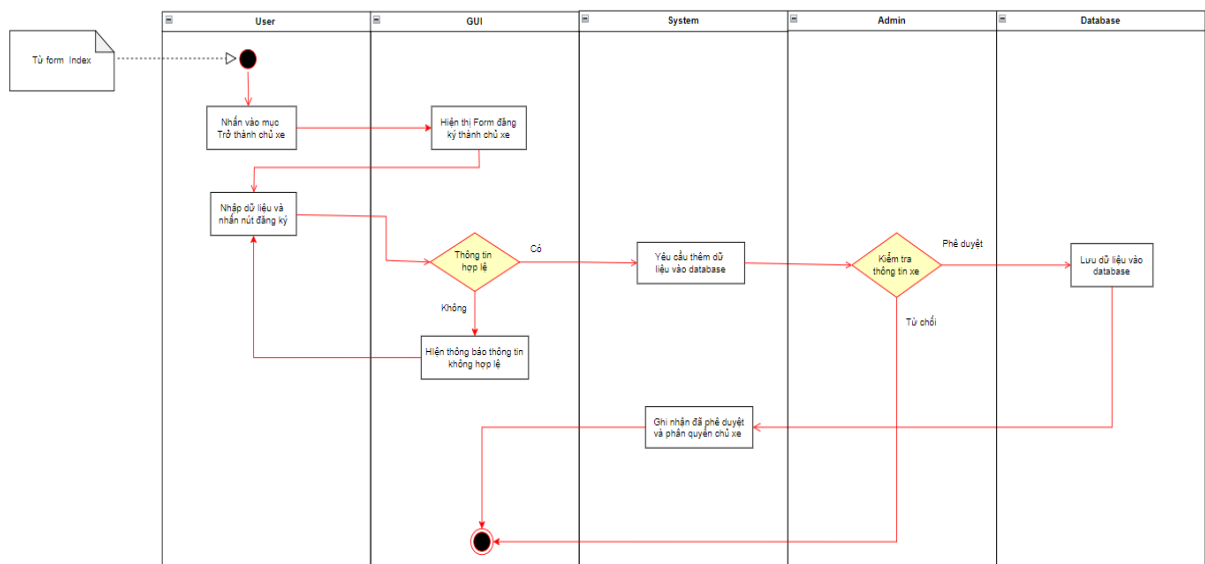 User
GUI
System
Admin
Database
Từ form Index
Nhấn vào mục
Trở thành chủ xe
Hiện thị Form đăng
ký thành chủ xe
Nhập dữ liệu và
nhấn nút đăng ký
Thông tin
hợp lệ
Có
Không
Yêu cầu thêm dữ
liệu vào database
Kiểm tra
thông tin xe
Phê duyệt
Từ chối
Lưu dữ liệu vào
database
Hiện thông báo thông tin
không hợp lệ
Ghi nhận đã phê duyệt
và phân quyền chủ xe